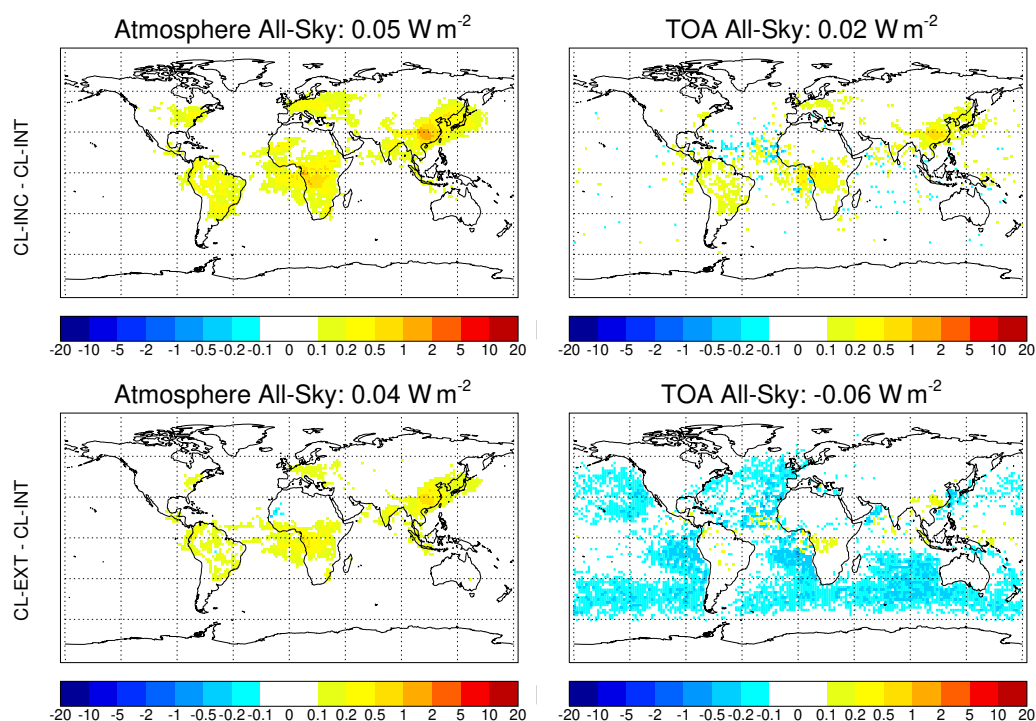 Atmosphere All-Sky: 0.05 W m-2
TOA All-Sky: 0.02 W m-2
CL-INC - CL-INT
-20 -10 -5 -2 -1 -0.5 -0.2 -0.1 0 0.1 0.2 0.5 1 2 5 10 20
-20 -10 -5 -2 -1 -0.5 -0.2 -0.1 0 0.1 0.2 0.5 1 2 5 10 20
Atmosphere All-Sky: 0.04 W m-2
TOA All-Sky: -0.06 W m-2
CL-EXT - CL-INT
-20 -10 -5 -2 -1 -0.5 -0.2 -0.1 0 0.1 0.2 0.5 1 2 5 10 20
-20 -10 -5 -2 -1 -0.5 -0.2 -0.1 0 0.1 0.2 0.5 1 2 5 10 20